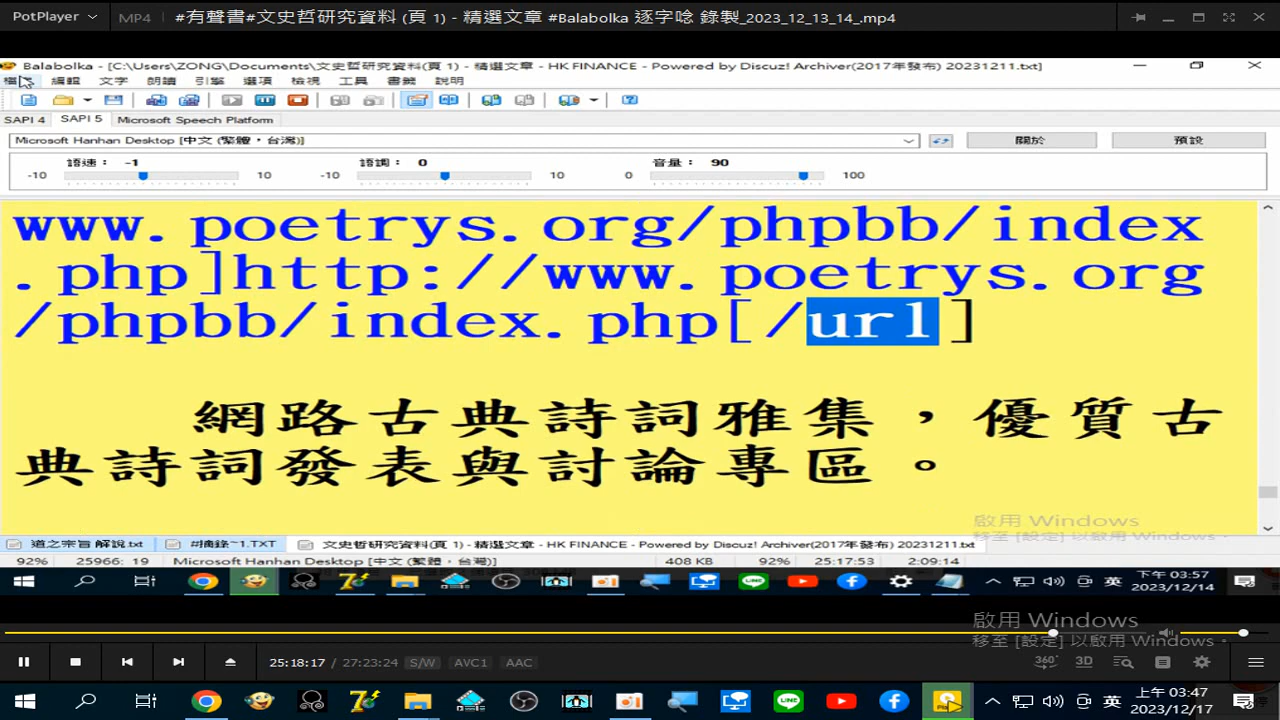 PotPlayer
MP4
#有聲書#文史哲研究資料 (頁 1) - 精選文章 #Balabolka 逐字唸 錄製_2023_12_13_14_.mp4
Balabolka - [C:\Users\ZONG\Documents\文史哲研究資料(頁 1) - 精選文章 - HK FINANCE - Powered by Discuz! Archiver(2017年發布) 20231211.txt]
檔案 編輯 文字 朗讀 引擎 選項 檢視 工具 書籤 說明
SAPI 4 SAPI 5 Microsoft Speech Platform
Microsoft Hanhan Desktop [中文 (繁體，台灣)] 關於 預設
語速： -1 語調： 0 音量： 90
-10 10 -10 10 0 100
www.poetrys.org/phpbb/index
.php]http://www.poetrys.org
/phpbb/index.php[/url]
網路古典詩詞雅集，優質古
典詩詞發表與討論專區。
啟用 Windows
移至 [設定] 以啟用 Windows。
道之宗旨 解說.txt #摘錄~1.TXT 文史哲研究資料(頁 1) - 精選文章 - HK FINANCE - Powered by Discuz! Archiver(2017年發布) 20231211.txt
92% 25966: 19 Microsoft Hanhan Desktop [中文 (繁體，台灣)] 408 KB 92% 25:17:53 2:09:14
英 下午 03:57
2023/12/14
啟用 Windows
移至 [設定] 以啟用 Windows。
25:18:17 / 27:23:24 S/W AVC1 AAC 360° 3D
英 上午 03:47
2023/12/17